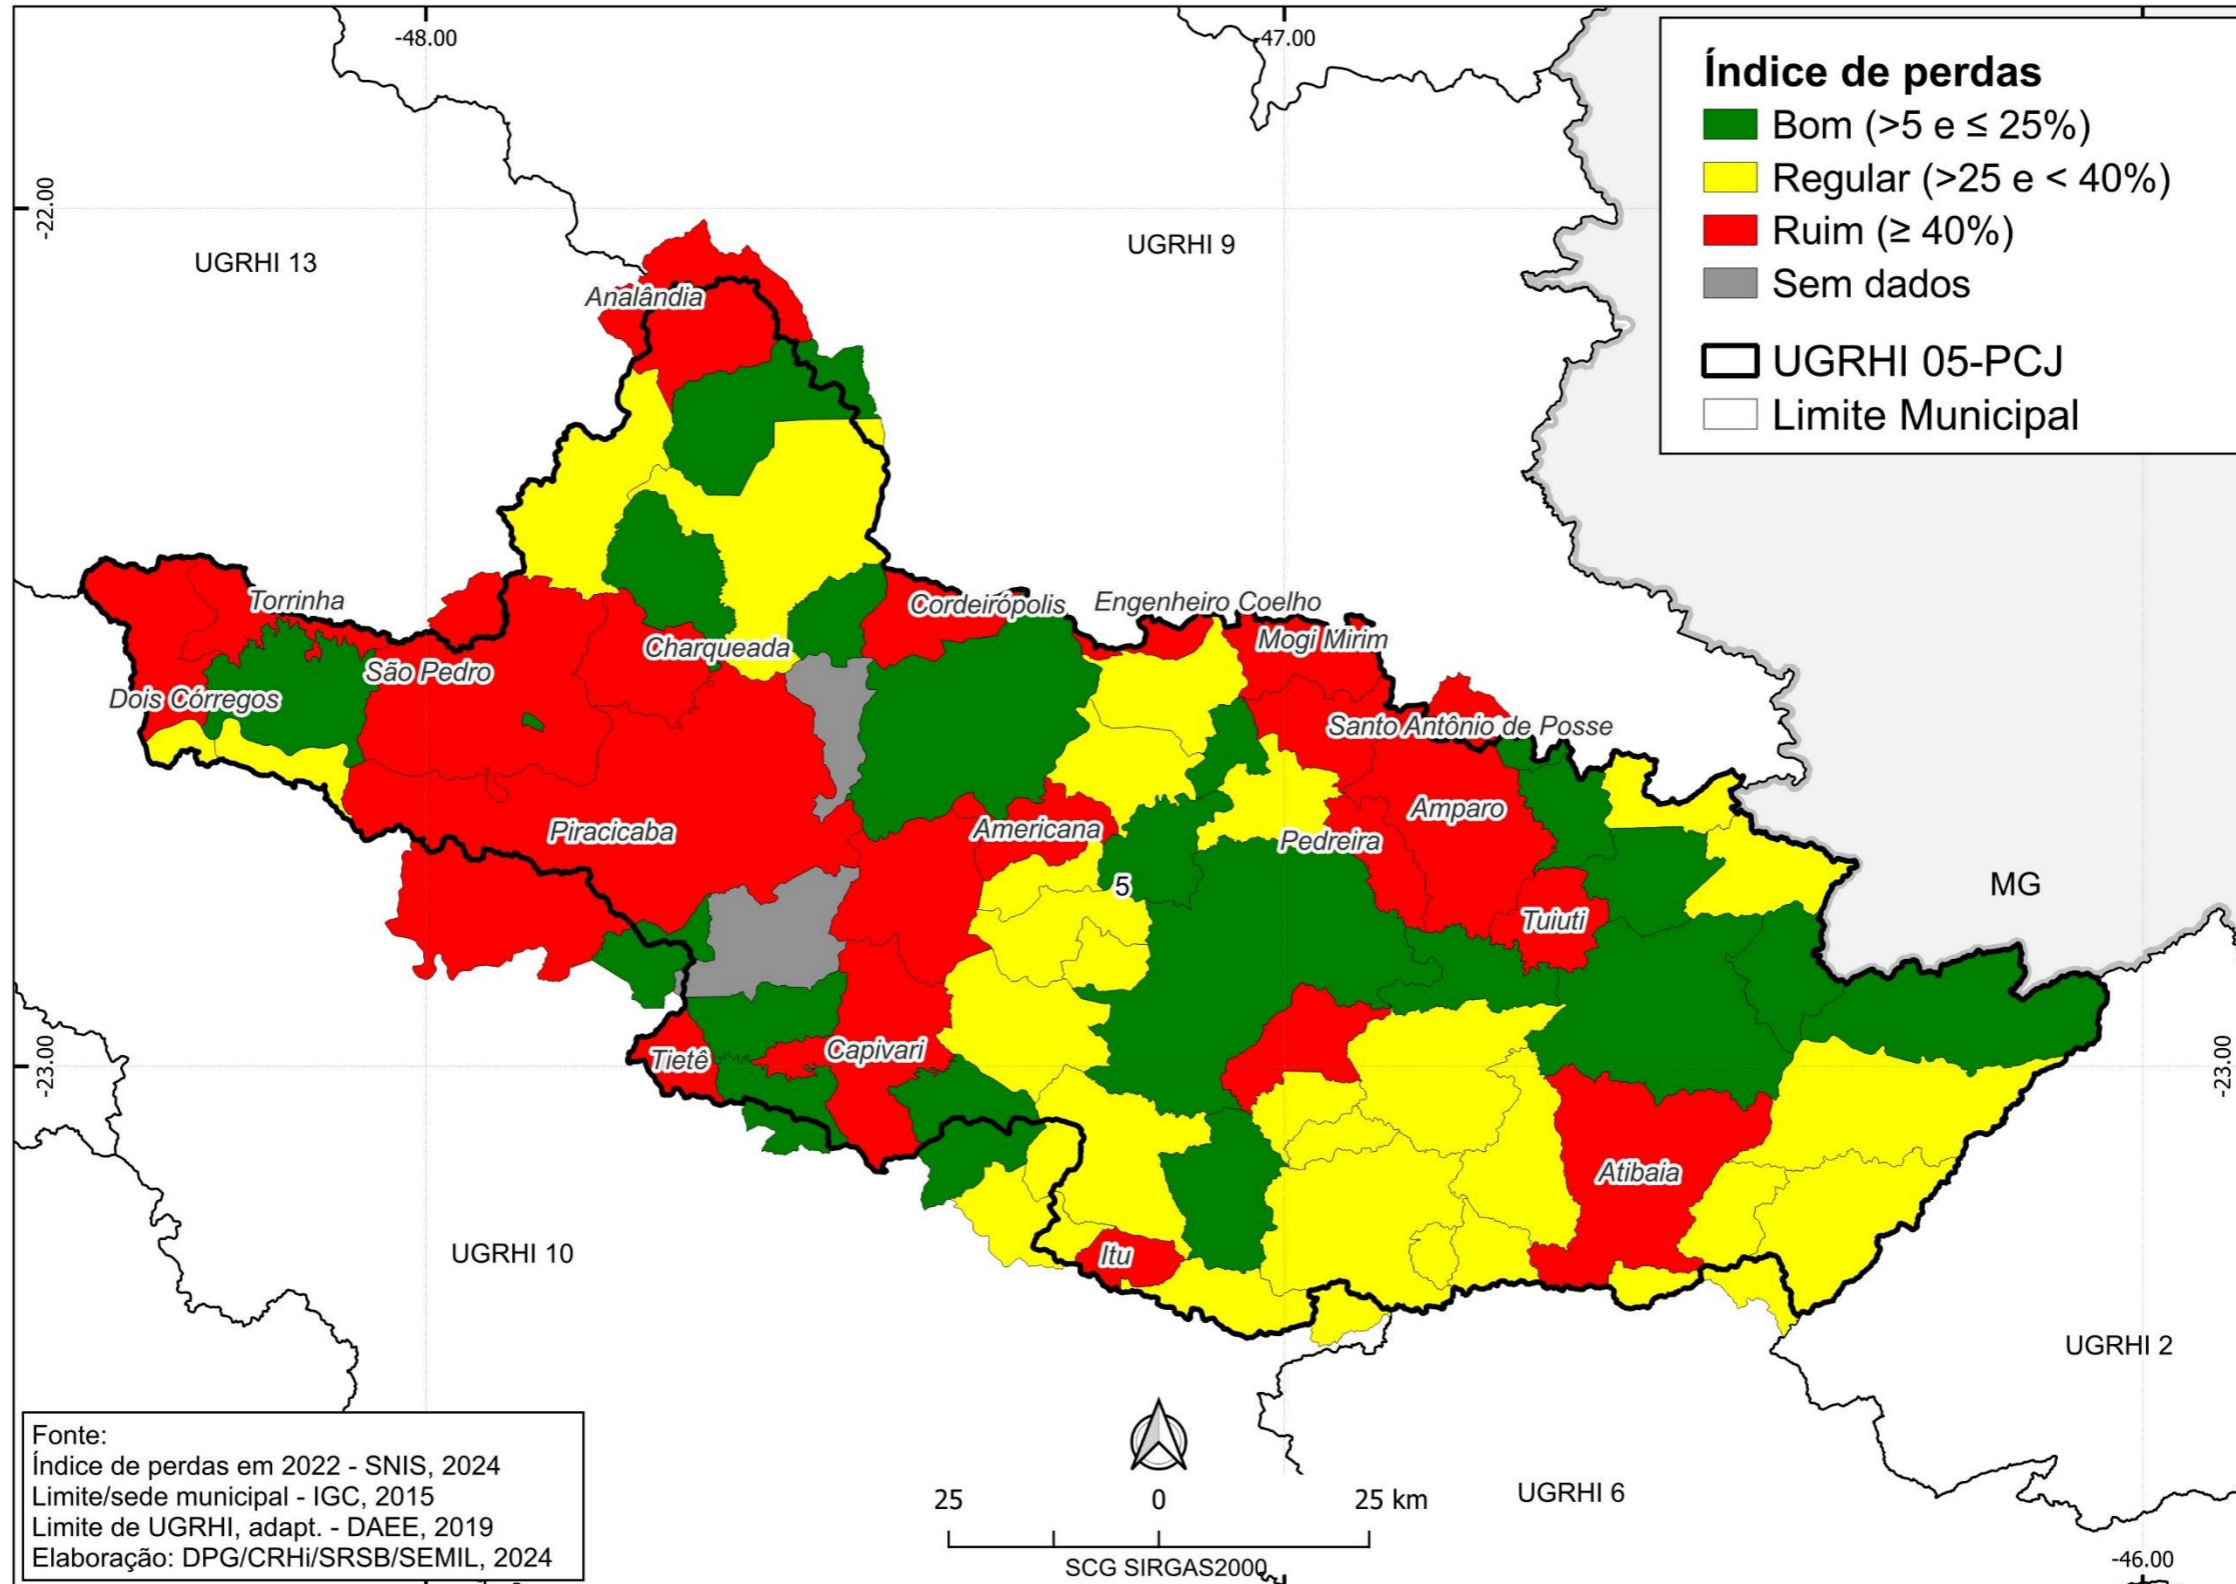 -48.00
-47.00
Índice de perdas
Bom (>5 e ≤ 25%)
Regular (>25 e < 40%)
Ruim (≥ 40%)
Sem dados
UGRHI 05-PCJ
Limite Municipal
-22.00
UGRHI 13
UGRHI 9
Analândia
Torrinha
Cordeirópolis
Engenheiro Coelho
Mogi Mirim
Charqueada
São Pedro
Dois Córregos
Santo Antônio de Posse
Piracicaba
Americana
Pedreira
Amparo
5
MG
Tuiuti
-23.00
Tietê
Capivari
-23.00
Atibaia
UGRHI 10
Itu
UGRHI 2
Fonte:
Índice de perdas em 2022 - SNIS, 2024
Limite/sede municipal - IGC, 2015
Limite de UGRHI, adapt. - DAEE, 2019
Elaboração: DPG/CRHi/SRSB/SEMIL, 2024
25 0 25 km
UGRHI 6
SCG SIRGAS2000
-46.00